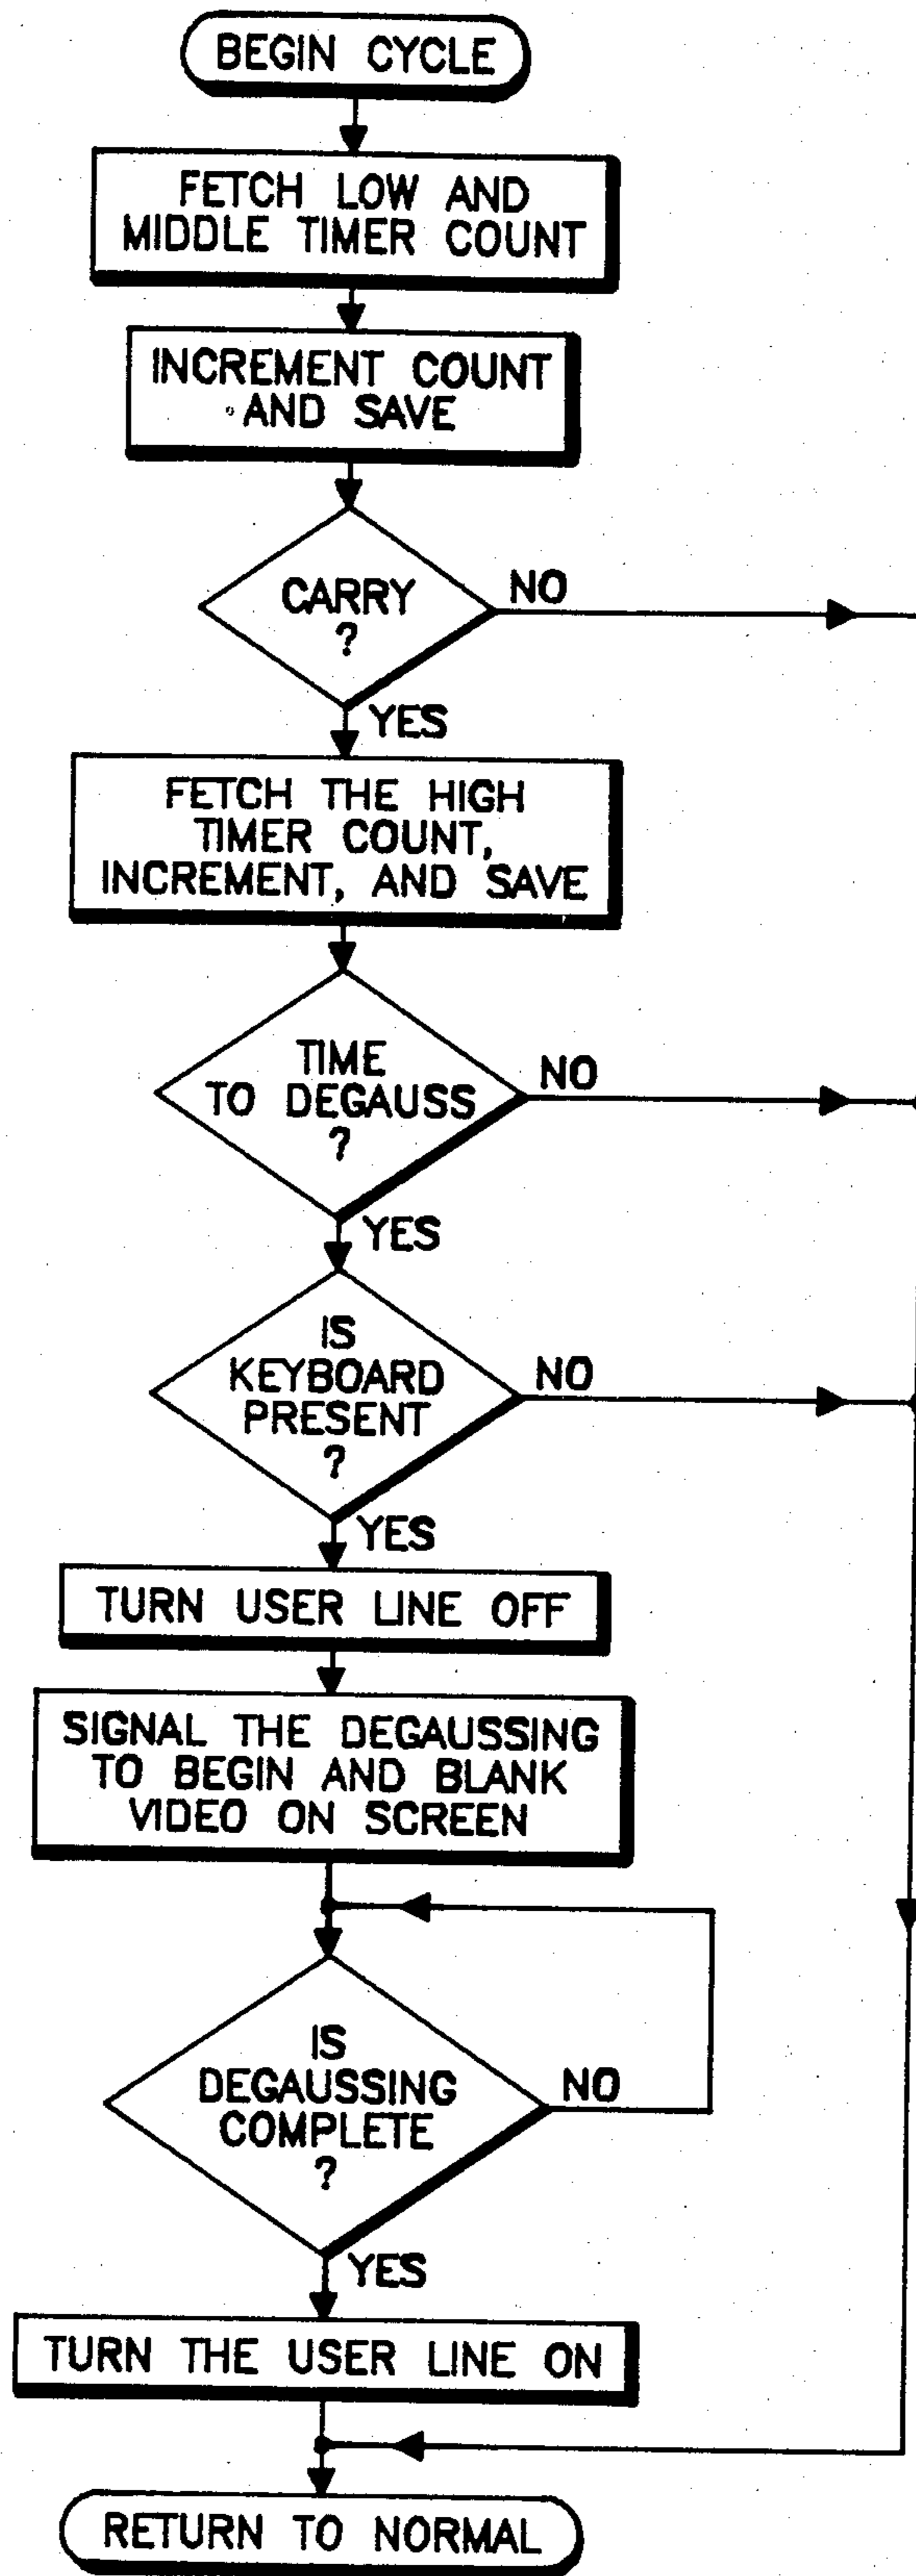 BEGIN CYCLE
FETCH LOW AND
MIDDLE TIMER COUNT
INCREMENT COUNT
AND SAVE
CARRY
?
NO
YES
FETCH THE HIGH
TIMER COUNT,
INCREMENT, AND SAVE
TIME
TO DEGAUSS
?
NO
YES
IS
KEYBOARD
PRESENT
?
NO
YES
TURN USER LINE OFF
SIGNAL THE DEGAUSSING
TO BEGIN AND BLANK
VIDEO ON SCREEN
IS
DEGAUSSING
COMPLETE
?
NO
YES
TURN THE USER LINE ON
RETURN TO NORMAL